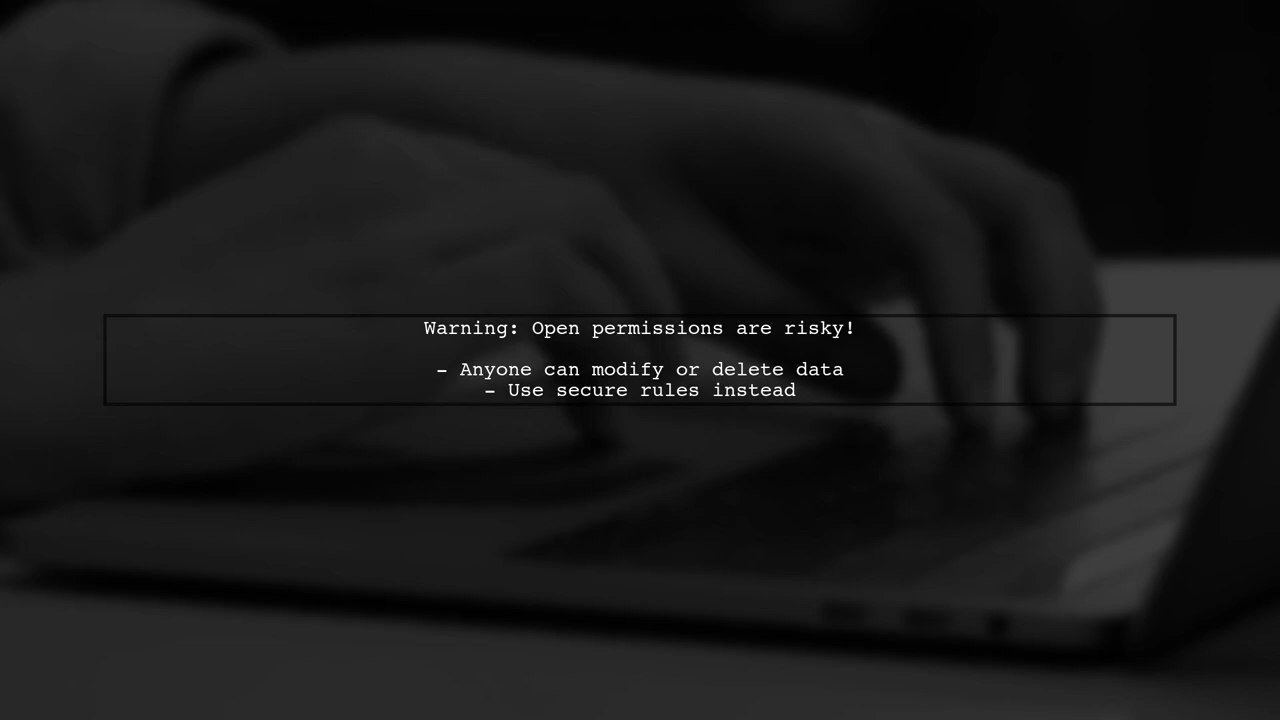 Warning: Open permissions are risky!
- Anyone can modify or delete data
- Use secure rules instead